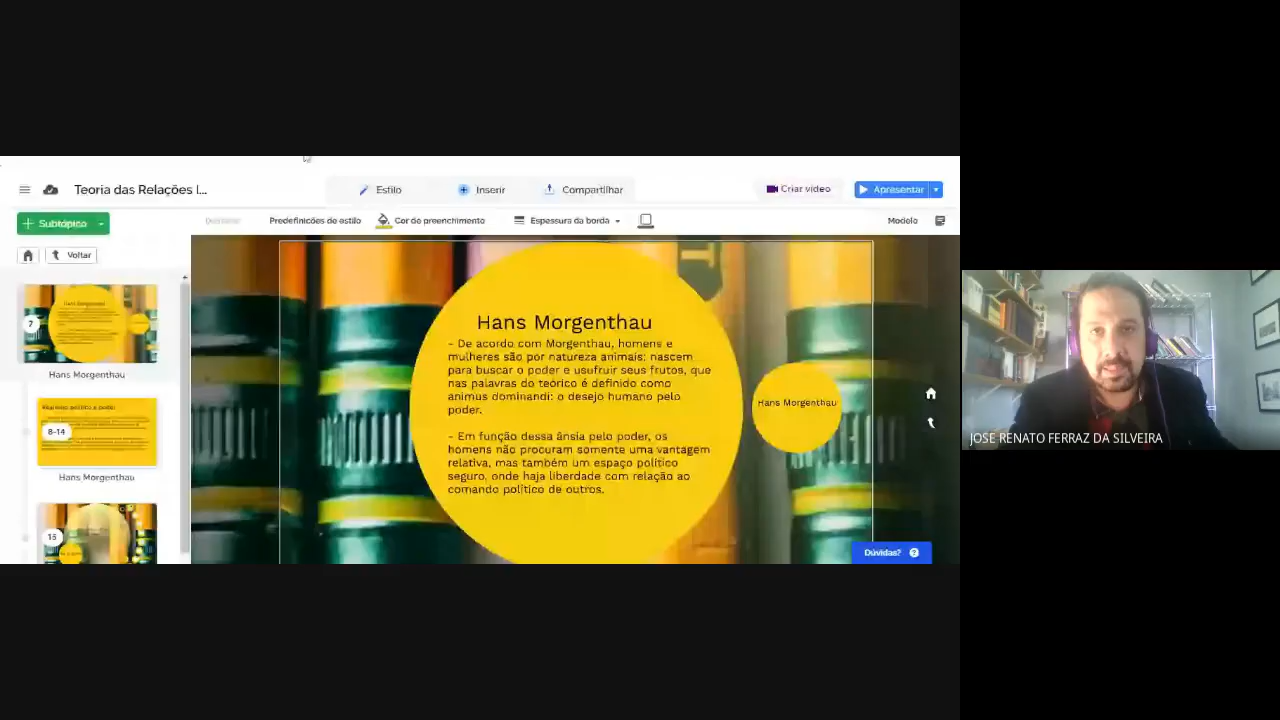 Teoria das Relações I...
Estilo
Inserir
Compartilhar
Criar vídeo
Apresentar
Subtópico
Predefinições de estilo
Cor de preenchimento
Espessura da borda
Modelo
Voltar
7
Hans Morgenthau
8-14
Hans Morgenthau
15
Hans Morgenthau
- De acordo com Morgenthau, homens e
mulheres são por natureza animais: nascem
para buscar o poder e usufruir seus frutos, que
nas palavras do teórico é definido como
animus dominandi: o desejo humano pelo
poder.
- Em função dessa ânsia pelo poder, os
homens não procuram somente uma vantagem
relativa, mas também um espaço político
seguro, onde haja liberdade com relação ao
comando político de outros.
Hans Morgenthau
Dúvidas? ?
JOSE RENATO FERRAZ DA SILVEIRA